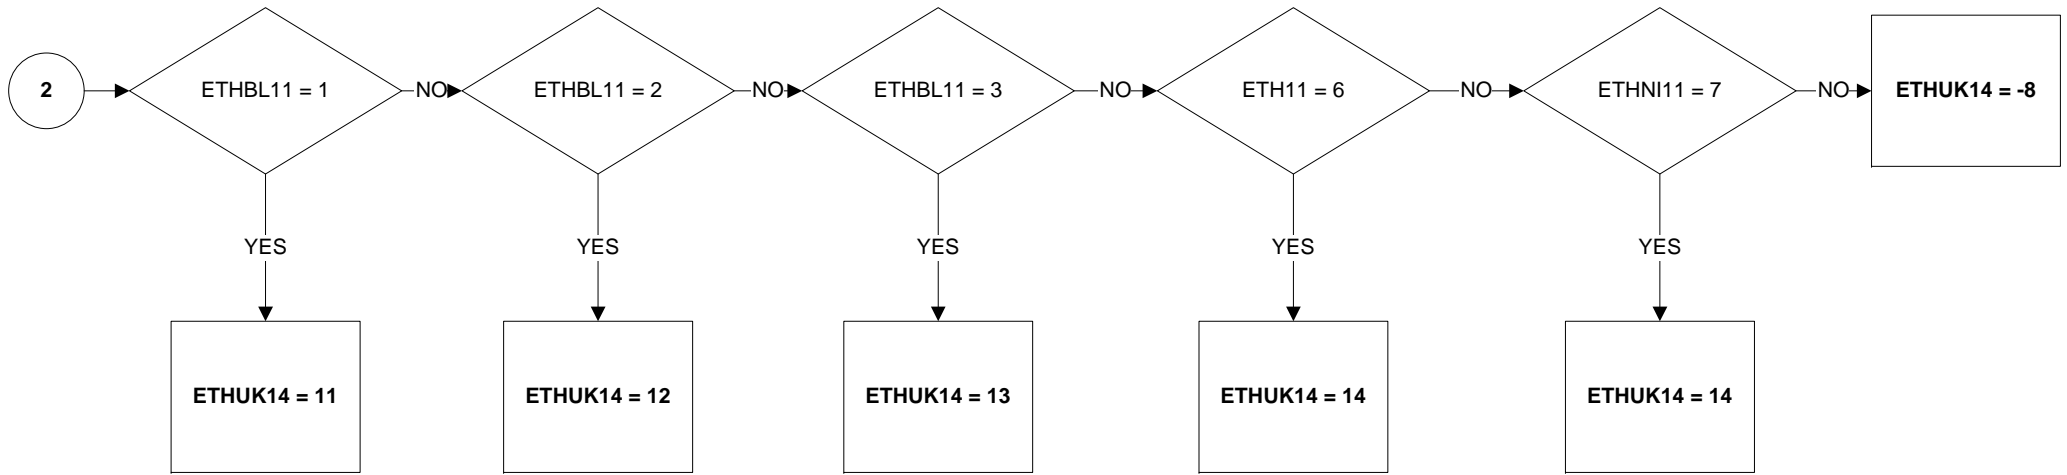 2
ETHBL11 = 1
NO
ETHBL11 = 2
NO
ETHBL11 = 3
NO
ETH11 = 6
NO
ETHNI11 = 7
NO
ETHUK14 = -8
YES
YES
YES
YES
YES
ETHUK14 = 11
ETHUK14 = 12
ETHUK14 = 13
ETHUK14 = 14
ETHUK14 = 14